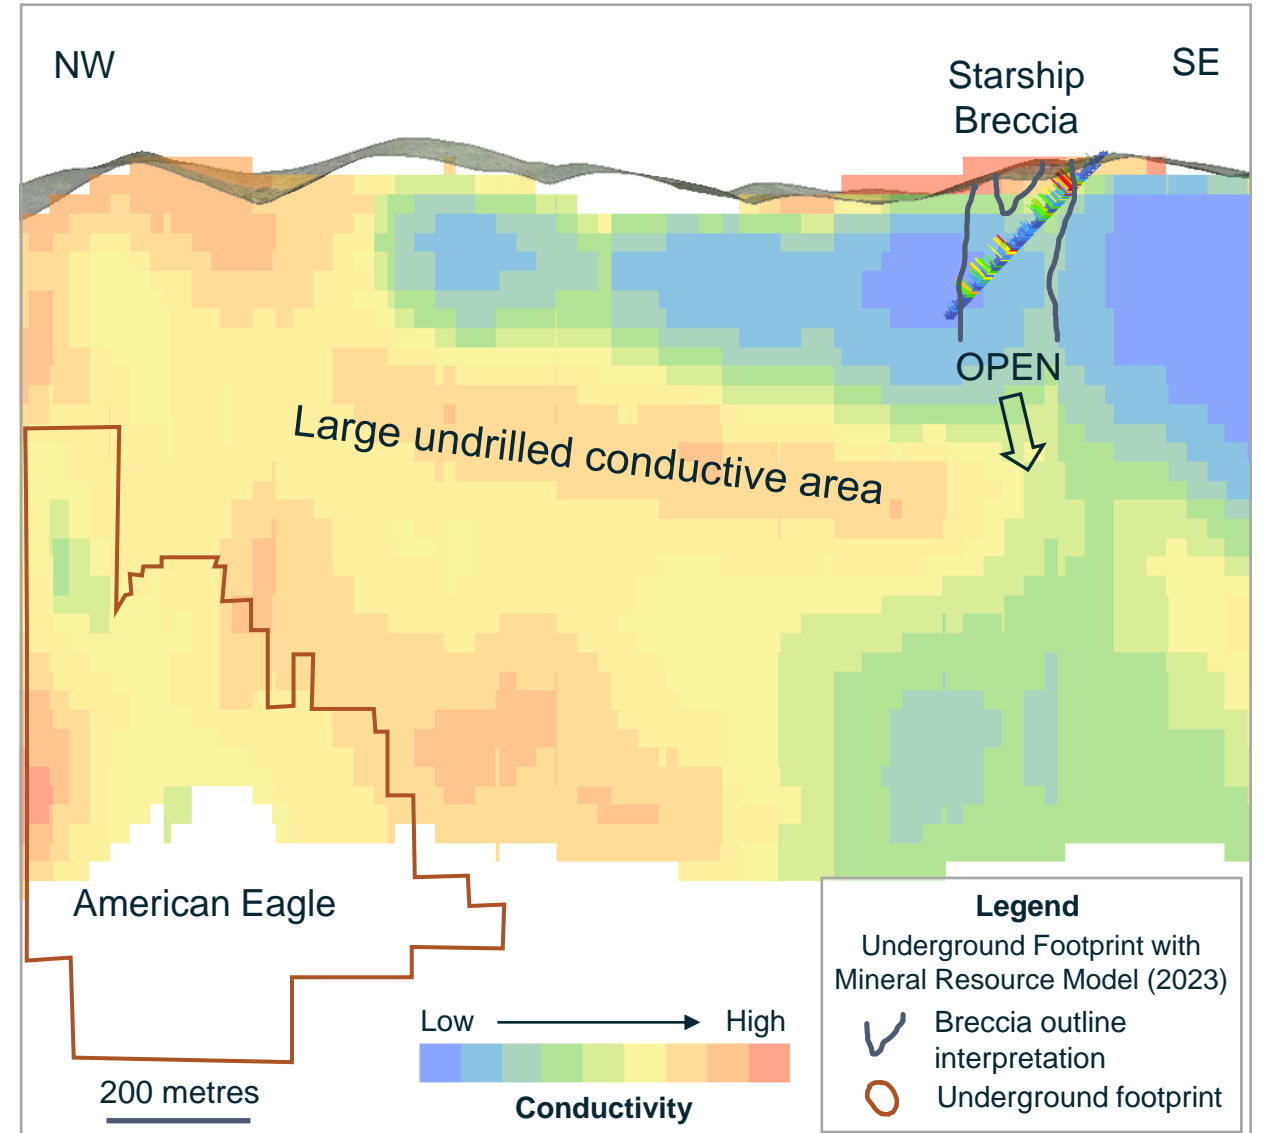 NW
SE
Starship
Breccia
OPEN
Large undrilled conductive area
American Eagle
200 metres
Low
High
Conductivity
Legend
Underground Footprint with
Mineral Resource Model (2023)
Breccia outline
interpretation
Underground footprint